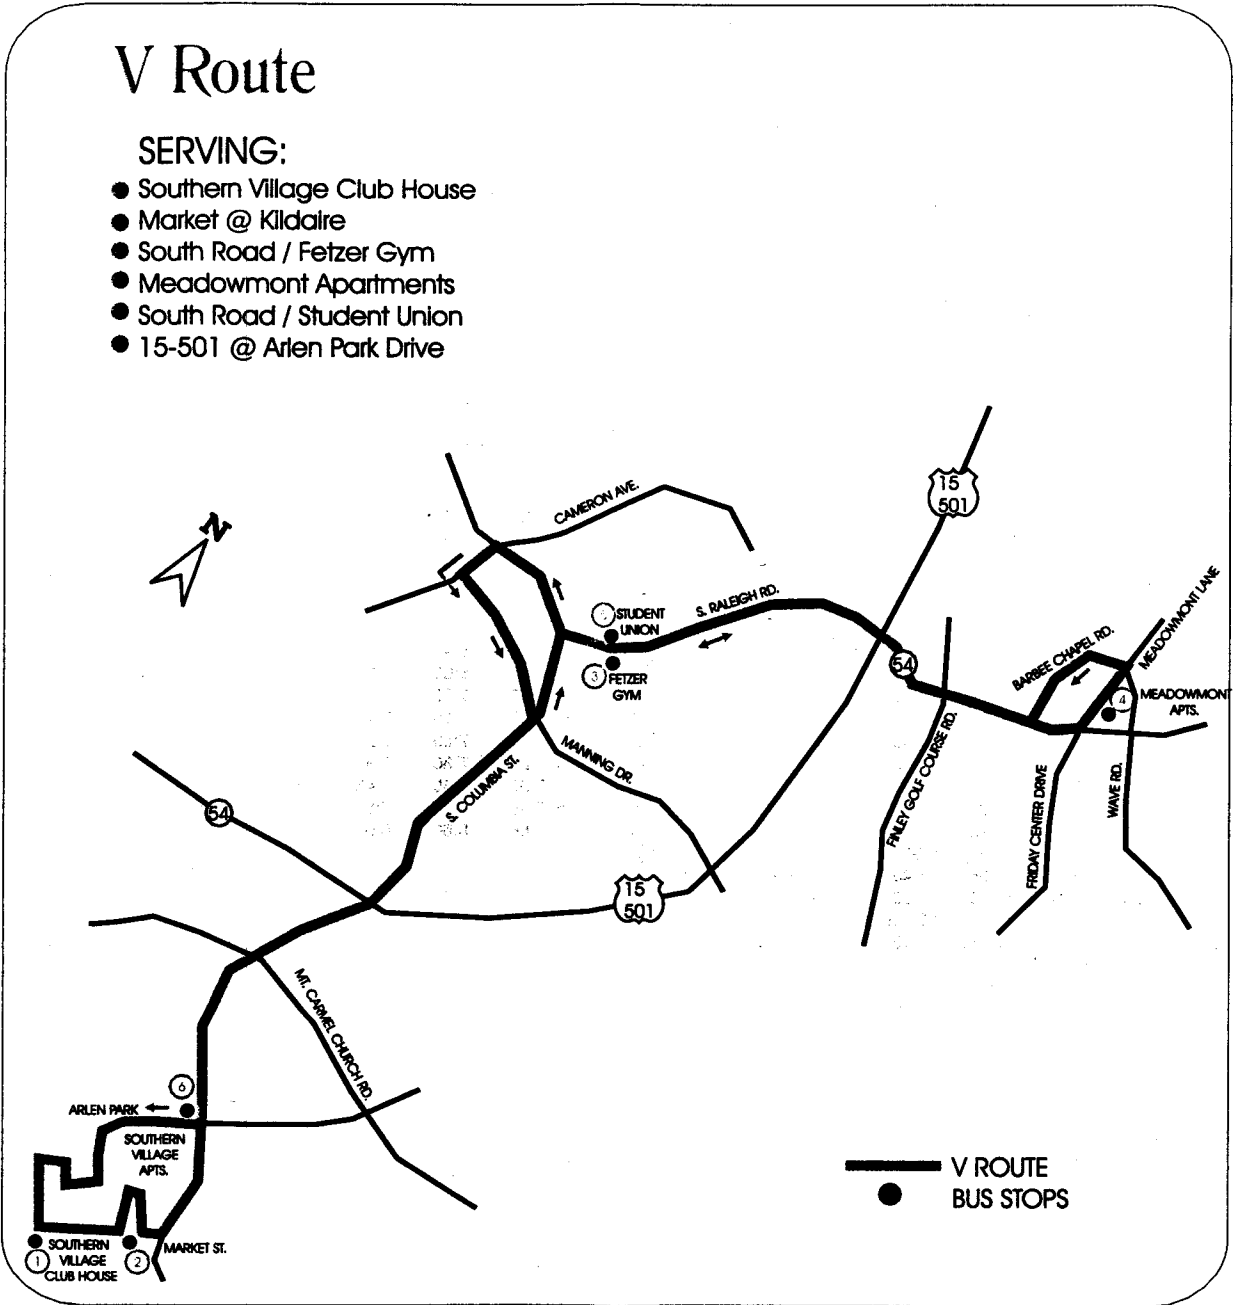 V Route
SERVING:
Southern Village Club House
Market @ Kildaire
South Road / Fetzer Gym
Meadowmont Apartments
South Road / Student Union
15-501 @ Arlen Park Drive
15
501
CAMERON AVE.
N
STUDENT
UNION
S. RALEIGH RD.
MEADOWMONT LANE
BARBEE CHAPEL RD.
54
3
FETZER
GYM
4
MEADOWMONT
APTS.
MANNING DR.
S. COLUMBIA ST.
FINLEY GOLF COURSE RD.
FRIDAY CENTER DRIVE
WAVE RD.
54
15
501
MT. CARMEL CHURCH RD.
6
ARLEN PARK
SOUTHERN
VILLAGE
APTS.
V ROUTE
BUS STOPS
1
SOUTHERN
VILLAGE
CLUB HOUSE
2
MARKET ST.